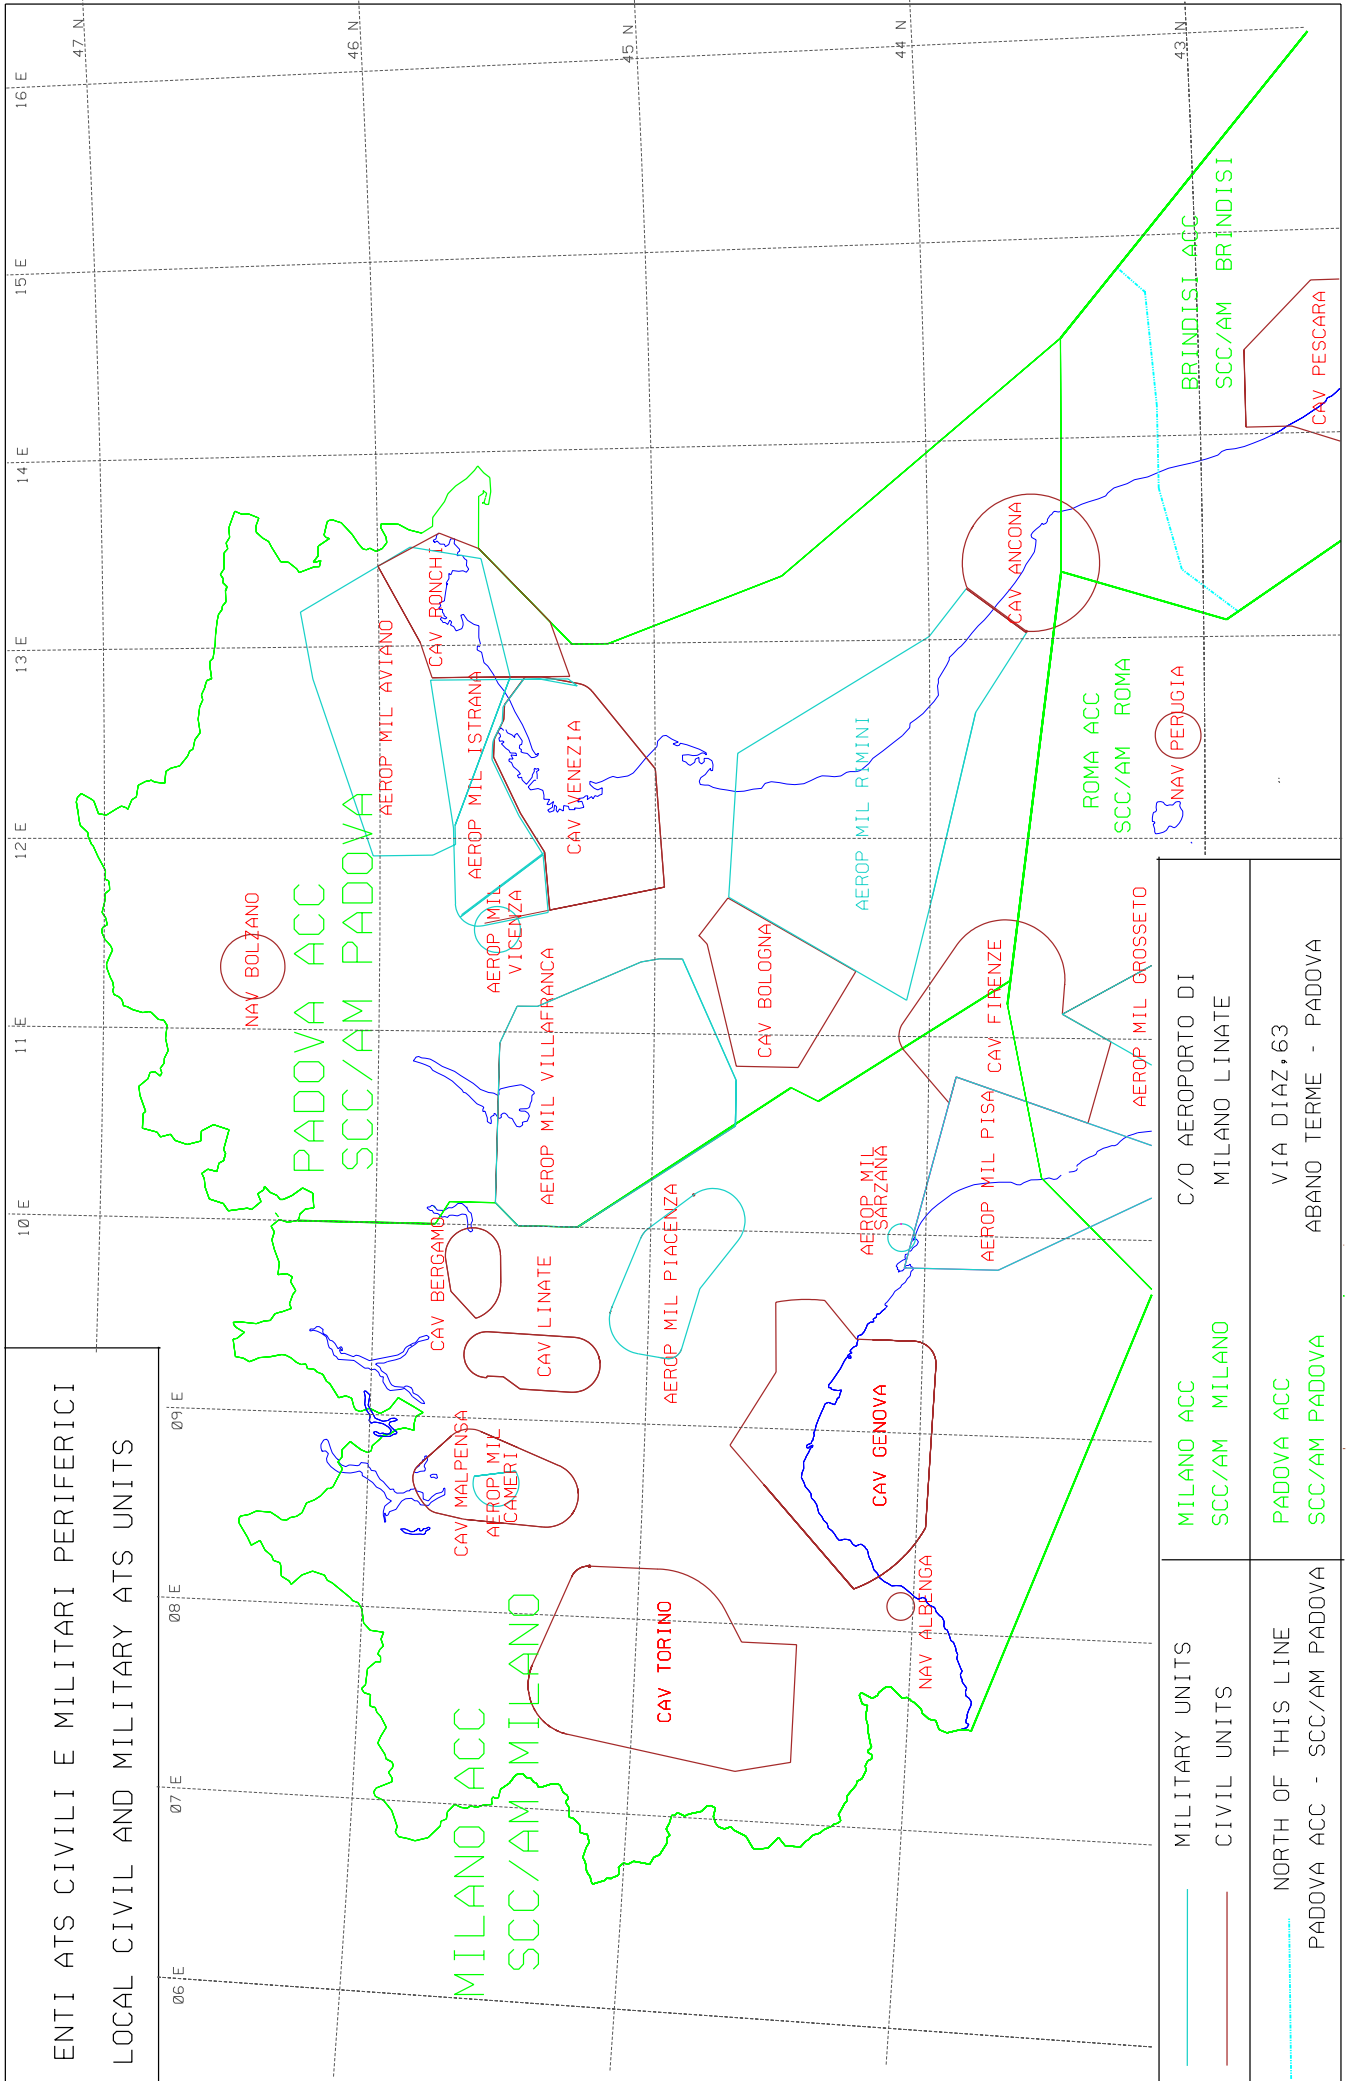 ENTI ATS CIVILI E MILITARI PERIFERICI
LOCAL CIVIL AND MILITARY ATS UNITS
06 E
07 E
08 E
09 E
10 E
11 E
12 E
13 E
14 E
15 E
16 E
47 N
46 N
45 N
44 N
43 N
NAV BOLZANO
PADOVA ACC
SCC/AM PADOVA
AEROP MIL AVIANO
CAV RONCHI
AEROP MIL ISTRANA
AEROP MIL
VICENZA
CAV VENEZIA
AEROP MIL VILLAFRANCA
CAV BERGAMO
CAV LINATE
CAV MALPENSA
AEROP MIL
CAMERI
MILANO ACC
SCC/AM MILANO
CAV TORINO
AEROP MIL PIACENZA
CAV BOLOGNA
AEROP MIL RIMINI
CAV GENOVA
NAV ALBENGA
AEROP MIL
SARZANA
AEROP MIL PISA
CAV FIRENZE
CAV ANCONA
ROMA ACC
SCC/AM ROMA
NAV PERUGIA
AEROP MIL GROSSETO
BRINDISI ACC
SCC/AM BRINDISI
CAV PESCARA
MILITARY UNITS
CIVIL UNITS
NORTH OF THIS LINE
PADOVA ACC - SCC/AM PADOVA
MILANO ACC
SCC/AM MILANO
C/O AEROPORTO DI
MILANO LINATE
PADOVA ACC
SCC/AM PADOVA
VIA DIAZ,63
ABANO TERME - PADOVA